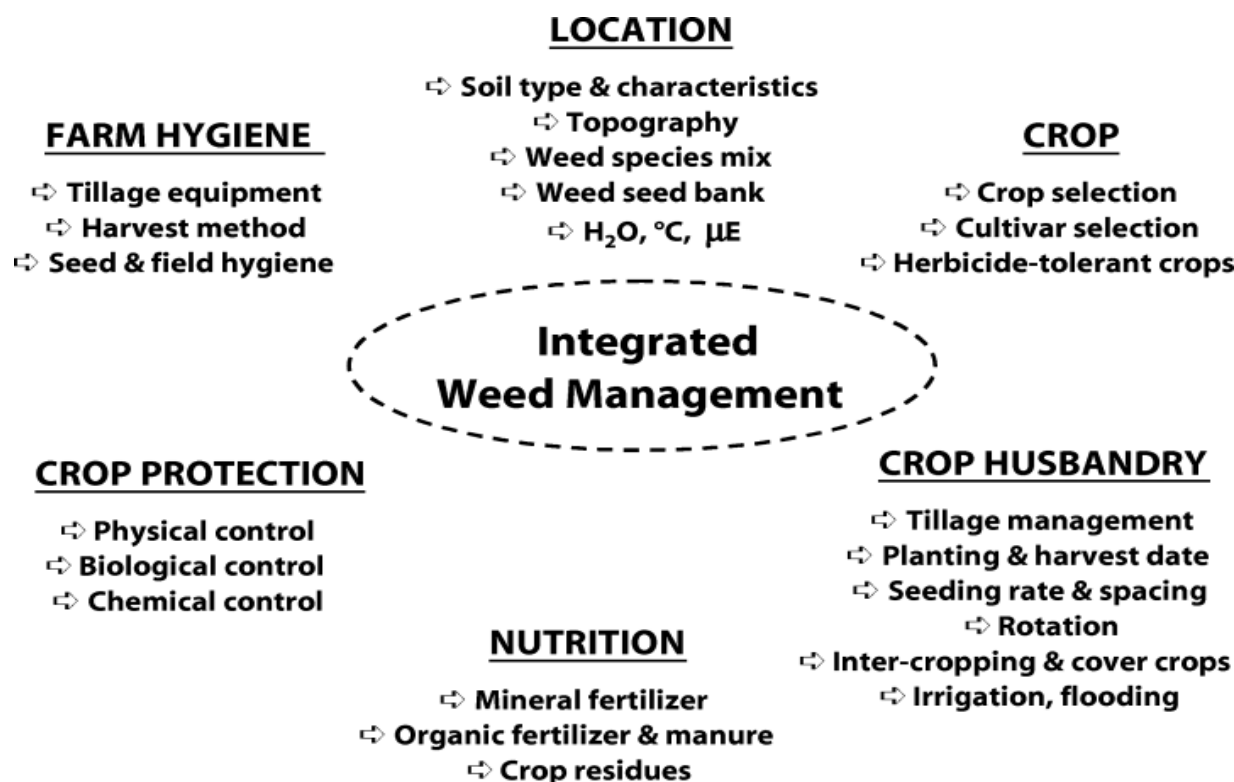 LOCATION
➪ Soil type & characteristics
➪ Topography
➪ Weed species mix
➪ Weed seed bank
➪ H₂O, °C, µE
FARM HYGIENE
➪ Tillage equipment
➪ Harvest method
➪ Seed & field hygiene
CROP
➪ Crop selection
➪ Cultivar selection
➪ Herbicide-tolerant crops
Integrated
Weed Management
CROP PROTECTION
➪ Physical control
➪ Biological control
➪ Chemical control
CROP HUSBANDRY
➪ Tillage management
➪ Planting & harvest date
➪ Seeding rate & spacing
➪ Rotation
➪ Inter-cropping & cover crops
➪ Irrigation, flooding
NUTRITION
➪ Mineral fertilizer
➪ Organic fertilizer & manure
➪ Crop residues